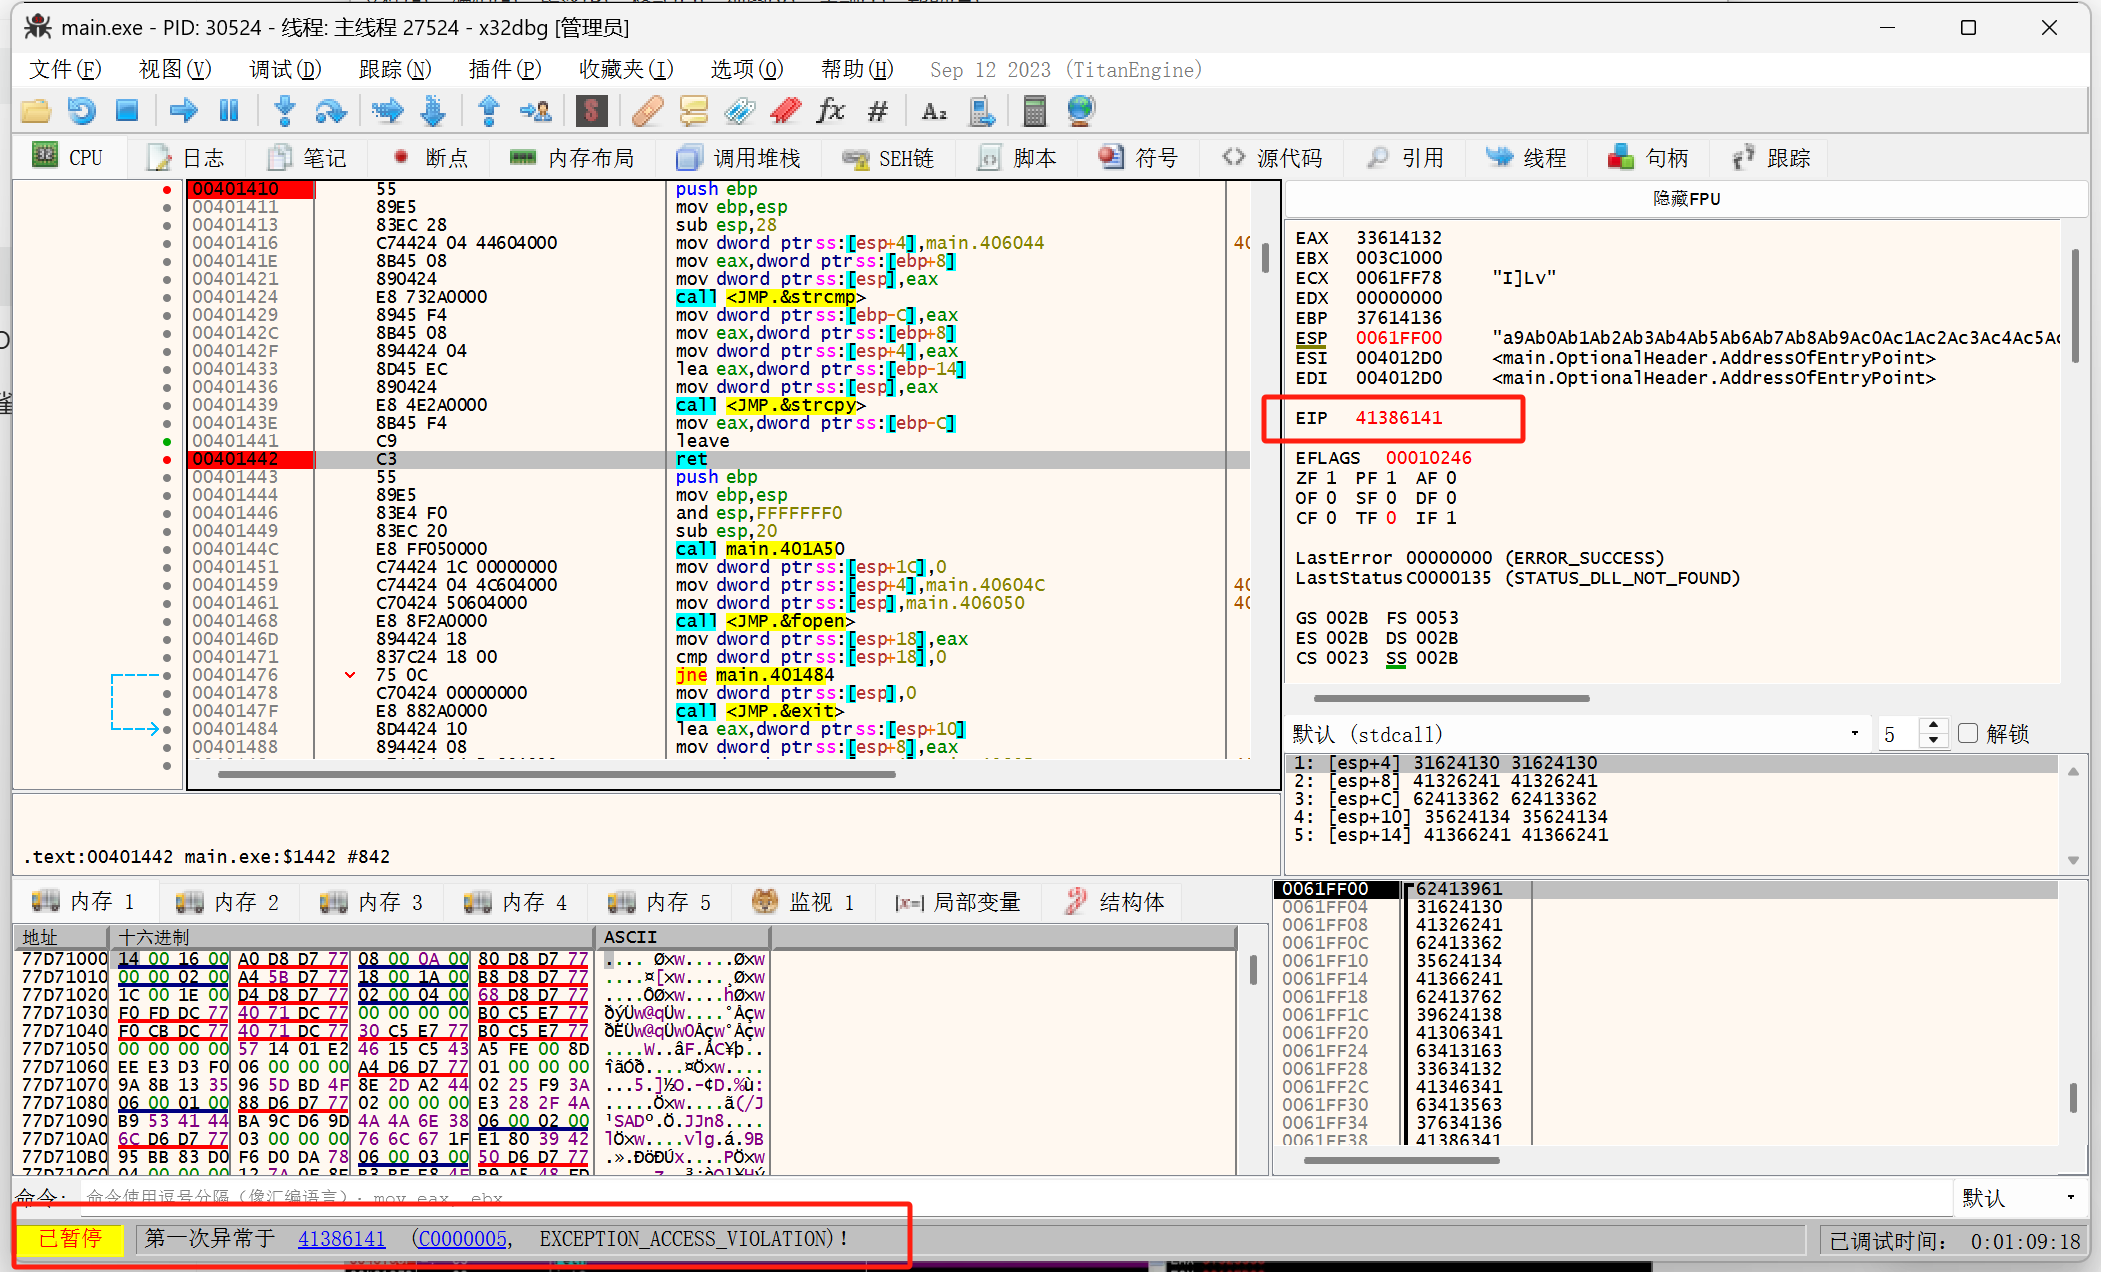 main.exe - PID: 30524 - 线程: 主线程 27524 - x32dbg [管理员]
文件(F) 视图(V) 调试(D) 跟踪(N) 插件(P) 收藏夹(I) 选项(O) 帮助(H) Sep 12 2023 (TitanEngine)
CPU 日志 笔记 断点 内存布局 调用堆栈 SEH链 脚本 符号 源代码 引用 线程 句柄 跟踪
00401410 55 push ebp
00401411 89E5 mov ebp,esp
00401413 83EC 28 sub esp,28
00401416 C74424 04 44604000 mov dword ptr ss:[esp+4],main.406044
0040141E 8B45 08 mov eax,dword ptr ss:[ebp+8]
00401421 890424 mov dword ptr ss:[esp],eax
00401424 E8 732A0000 call <JMP.&strcmp>
00401429 8945 F4 mov dword ptr ss:[ebp-C],eax
0040142C 8B45 08 mov eax,dword ptr ss:[ebp+8]
0040142F 894424 04 mov dword ptr ss:[esp+4],eax
00401433 8D45 EC lea eax,dword ptr ss:[ebp-14]
00401436 890424 mov dword ptr ss:[esp],eax
00401439 E8 4E2A0000 call <JMP.&strcpy>
0040143E 8B45 F4 mov eax,dword ptr ss:[ebp-C]
00401441 C9 leave
00401442 C3 ret
00401443 55 push ebp
00401444 89E5 mov ebp,esp
00401446 83E4 F0 and esp,FFFFFFF0
00401449 83EC 20 sub esp,20
0040144C E8 FF050000 call main.401A50
00401451 C74424 1C 00000000 mov dword ptr ss:[esp+1C],0
00401459 C74424 04 4C604000 mov dword ptr ss:[esp+4],main.40604C
00401461 C70424 50604000 mov dword ptr ss:[esp],main.406050
00401468 E8 8F2A0000 call <JMP.&fopen>
0040146D 894424 18 mov dword ptr ss:[esp+18],eax
00401471 837C24 18 00 cmp dword ptr ss:[esp+18],0
00401476 75 0C jne main.401484
00401478 C70424 00000000 mov dword ptr ss:[esp],0
0040147F E8 882A0000 call <JMP.&exit>
00401484 8D4424 10 lea eax,dword ptr ss:[esp+10]
00401488 894424 08 mov dword ptr ss:[esp+8],eax
.text:00401442 main.exe:$1442 #842
隐藏FPU
EAX 33614132
EBX 003C1000
ECX 0061FF78 "I]Lv"
EDX 00000000
EBP 37614136
ESP 0061FF00 "a9Ab0Ab1Ab2Ab3Ab4Ab5Ab6Ab7Ab8Ab9Ac0Ac1Ac2Ac3Ac4Ac5Ac
ESI 004012D0 <main.OptionalHeader.AddressOfEntryPoint>
EDI 004012D0 <main.OptionalHeader.AddressOfEntryPoint>
EIP 41386141
EFLAGS 00010246
ZF 1 PF 1 AF 0
OF 0 SF 0 DF 0
CF 0 TF 0 IF 1
LastError 00000000 (ERROR_SUCCESS)
LastStatus C0000135 (STATUS_DLL_NOT_FOUND)
GS 002B FS 0053
ES 002B DS 002B
CS 0023 SS 002B
默认 (stdcall) 5 解锁
1: [esp+4] 31624130 31624130
2: [esp+8] 41326241 41326241
3: [esp+C] 62413362 62413362
4: [esp+10] 35624134 35624134
5: [esp+14] 41366241 41366241
内存 1 内存 2 内存 3 内存 4 内存 5 监视 1 [x=] 局部变量 结构体
地址 十六进制 ASCII
77D71000 14 00 16 00 A0 D8 D7 77 08 00 0A 00 80 D8 D7 77 .... Øxw.....Øxw
77D71010 00 00 02 00 A4 5B D7 77 18 00 1A 00 B8 D8 D7 77 ....¤[xw....¸Øxw
77D71020 1C 00 1E 00 D4 D8 D7 77 02 00 04 00 68 D8 D7 77 ....ÔØxw....hØxw
77D71030 F0 FD DC 77 40 71 DC 77 00 00 00 00 B0 C5 E7 77 ðýÜw@qÜw....°Åçw
77D71040 F0 CB DC 77 40 71 DC 77 30 C5 E7 77 B0 C5 E7 77 ðËÜw@qÜw0Åçw°Åçw
77D71050 00 00 00 00 57 14 01 E2 46 15 C5 43 A5 FE 00 8D ....W..âF.ÅC¥þ..
77D71060 EE E3 D3 F0 06 00 00 00 A4 D6 D7 77 01 00 00 00 îãÓð....¤Öxw....
77D71070 9A 8B 13 35 96 5D BD 4F 8E 2D A2 44 02 25 F9 3A ...5.]½O.-¢D.%ù:
77D71080 06 00 01 00 88 D6 D7 77 02 00 00 00 E3 28 2F 4A .....Öxw....ã(/J
77D71090 B9 53 41 44 BA 9C D6 9D 4A 4A 6E 38 06 00 02 00 ¹SADº.Ö.JJn8....
77D710A0 6C D6 D7 77 03 00 00 00 76 6C 67 1F E1 80 39 42 lÖxw....vlg.á.9B
77D710B0 95 BB 83 D0 F6 D0 DA 78 06 00 03 00 50 D6 D7 77 .».ÐöÐÚx....PÖxw
0061FF00 62413961
0061FF04 31624130
0061FF08 41326241
0061FF0C 62413362
0061FF10 35624134
0061FF14 41366241
0061FF18 62413762
0061FF1C 39624138
0061FF20 41306341
0061FF24 63413163
0061FF28 33634132
0061FF2C 41346341
0061FF30 63413563
0061FF34 37634136
0061FF38 41386341
命令: 命令使用逗号分隔（像汇编语言）: mov eax, ebx 默认
已暂停 第一次异常于 41386141 (C0000005, EXCEPTION_ACCESS_VIOLATION)! 已调试时间: 0:01:09:18